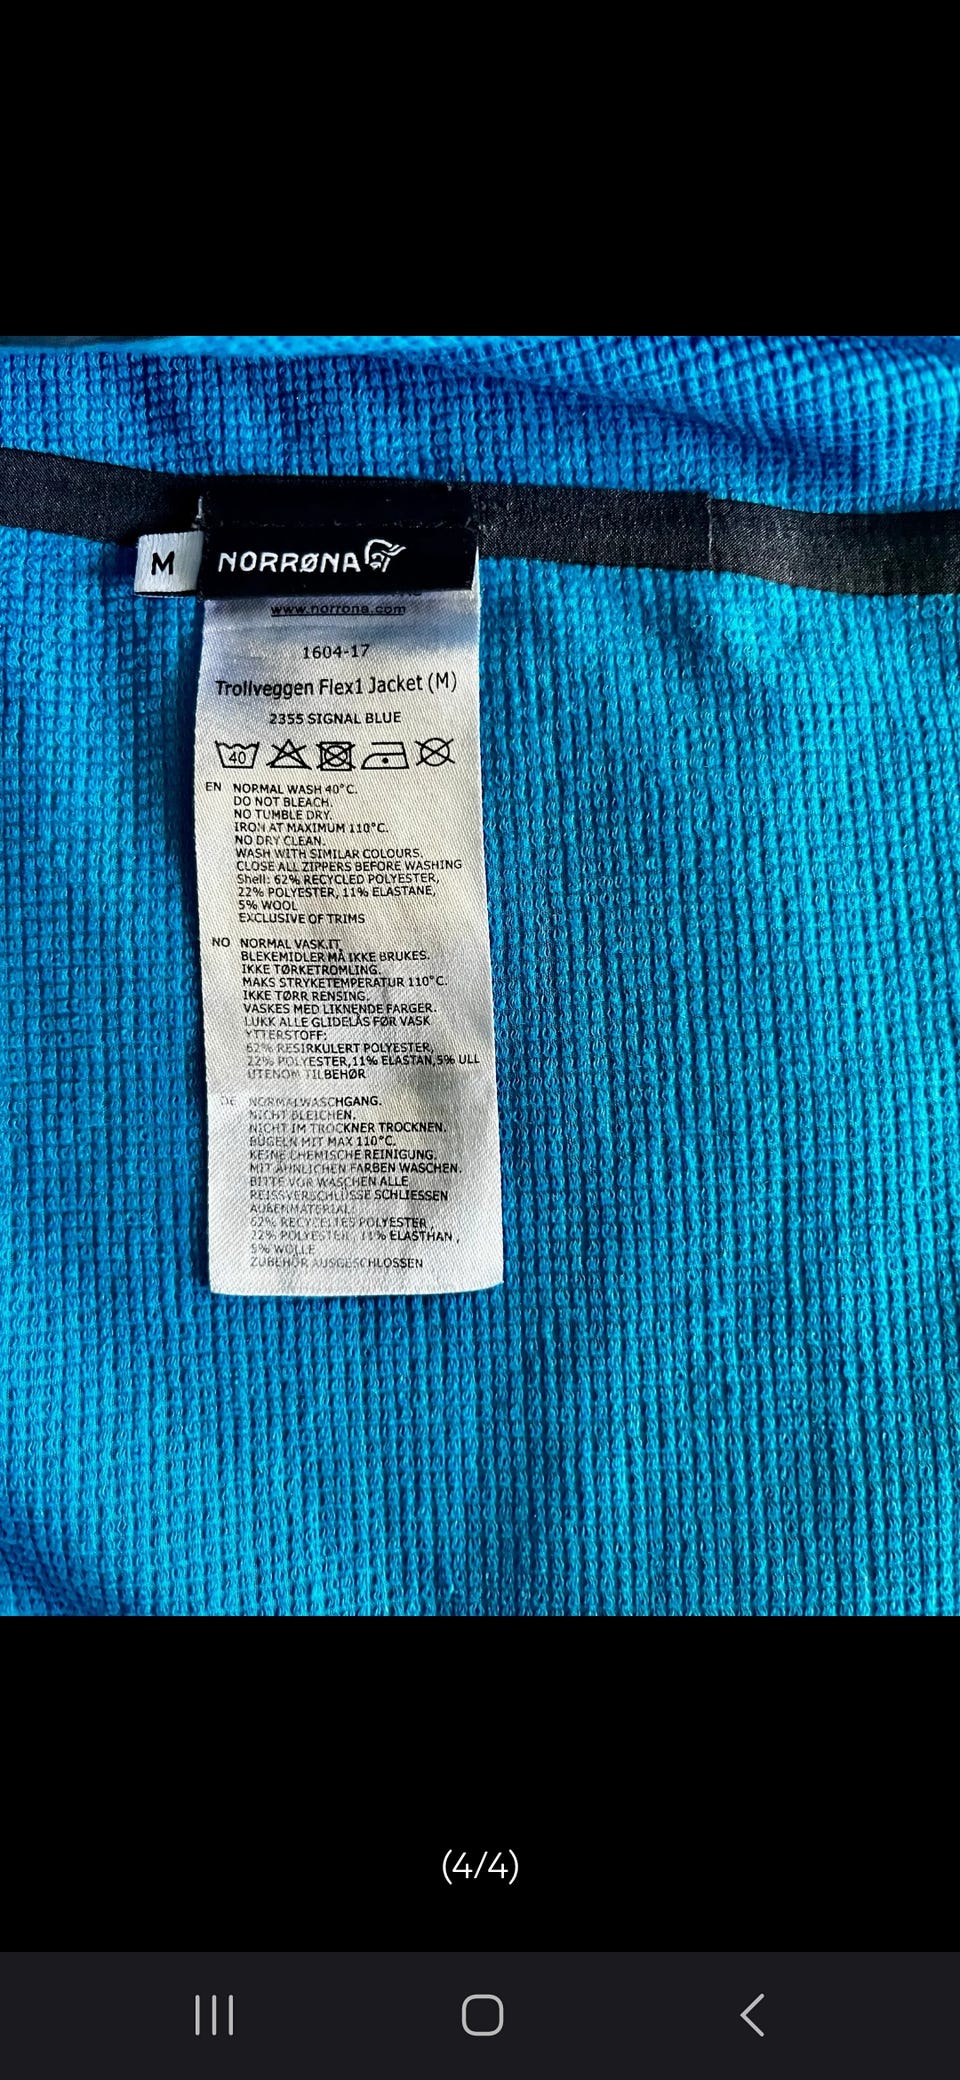 M
NORRØNA
www.norrona.com
1604-17
Trollveggen Flex1 Jacket (M)
2355 SIGNAL BLUE
40
EN NORMAL WASH 40°C.
DO NOT BLEACH.
NO TUMBLE DRY.
IRON AT MAXIMUM 110°C.
NO DRY CLEAN.
WASH WITH SIMILAR COLOURS.
CLOSE ALL ZIPPERS BEFORE WASHING
Shell: 62% RECYCLED POLYESTER,
22% POLYESTER, 11% ELASTANE,
5% WOOL
EXCLUSIVE OF TRIMS
NO NORMAL VASK.IT
BLEKEMIDLER MÅ IKKE BRUKES.
IKKE TØRKETROMLING.
MAKS STRYKETEMPERATUR 110°C.
IKKE TØRR RENSING.
VASKES MED LIKNENDE FARGER.
LUKK ALLE GLIDELÅS FØR VASK
YTTERSTOFF:
62% RESIRKULERT POLYESTER,
22% POLYESTER,11% ELASTAN,5% ULL
UTENOM TILBEHØR
DE NORMALWASCHGANG.
NICHT BLEICHEN.
NICHT IM TROCKNER TROCKNEN.
BÜGELN MIT MAX 110°C.
KEINE CHEMISCHE REINIGUNG.
MIT ÄHNLICHEN FARBEN WASCHEN.
BITTE VOR WASCHEN ALLE
REISSVERSCHLÜSSE SCHLIESSEN
AUßENMATERIAL:
62% RECYCELTES POLYESTER,
22% POLYESTER, 11% ELASTHAN,
5% WOLLE
ZUBEHÖR AUSGESCHLOSSEN
(4/4)